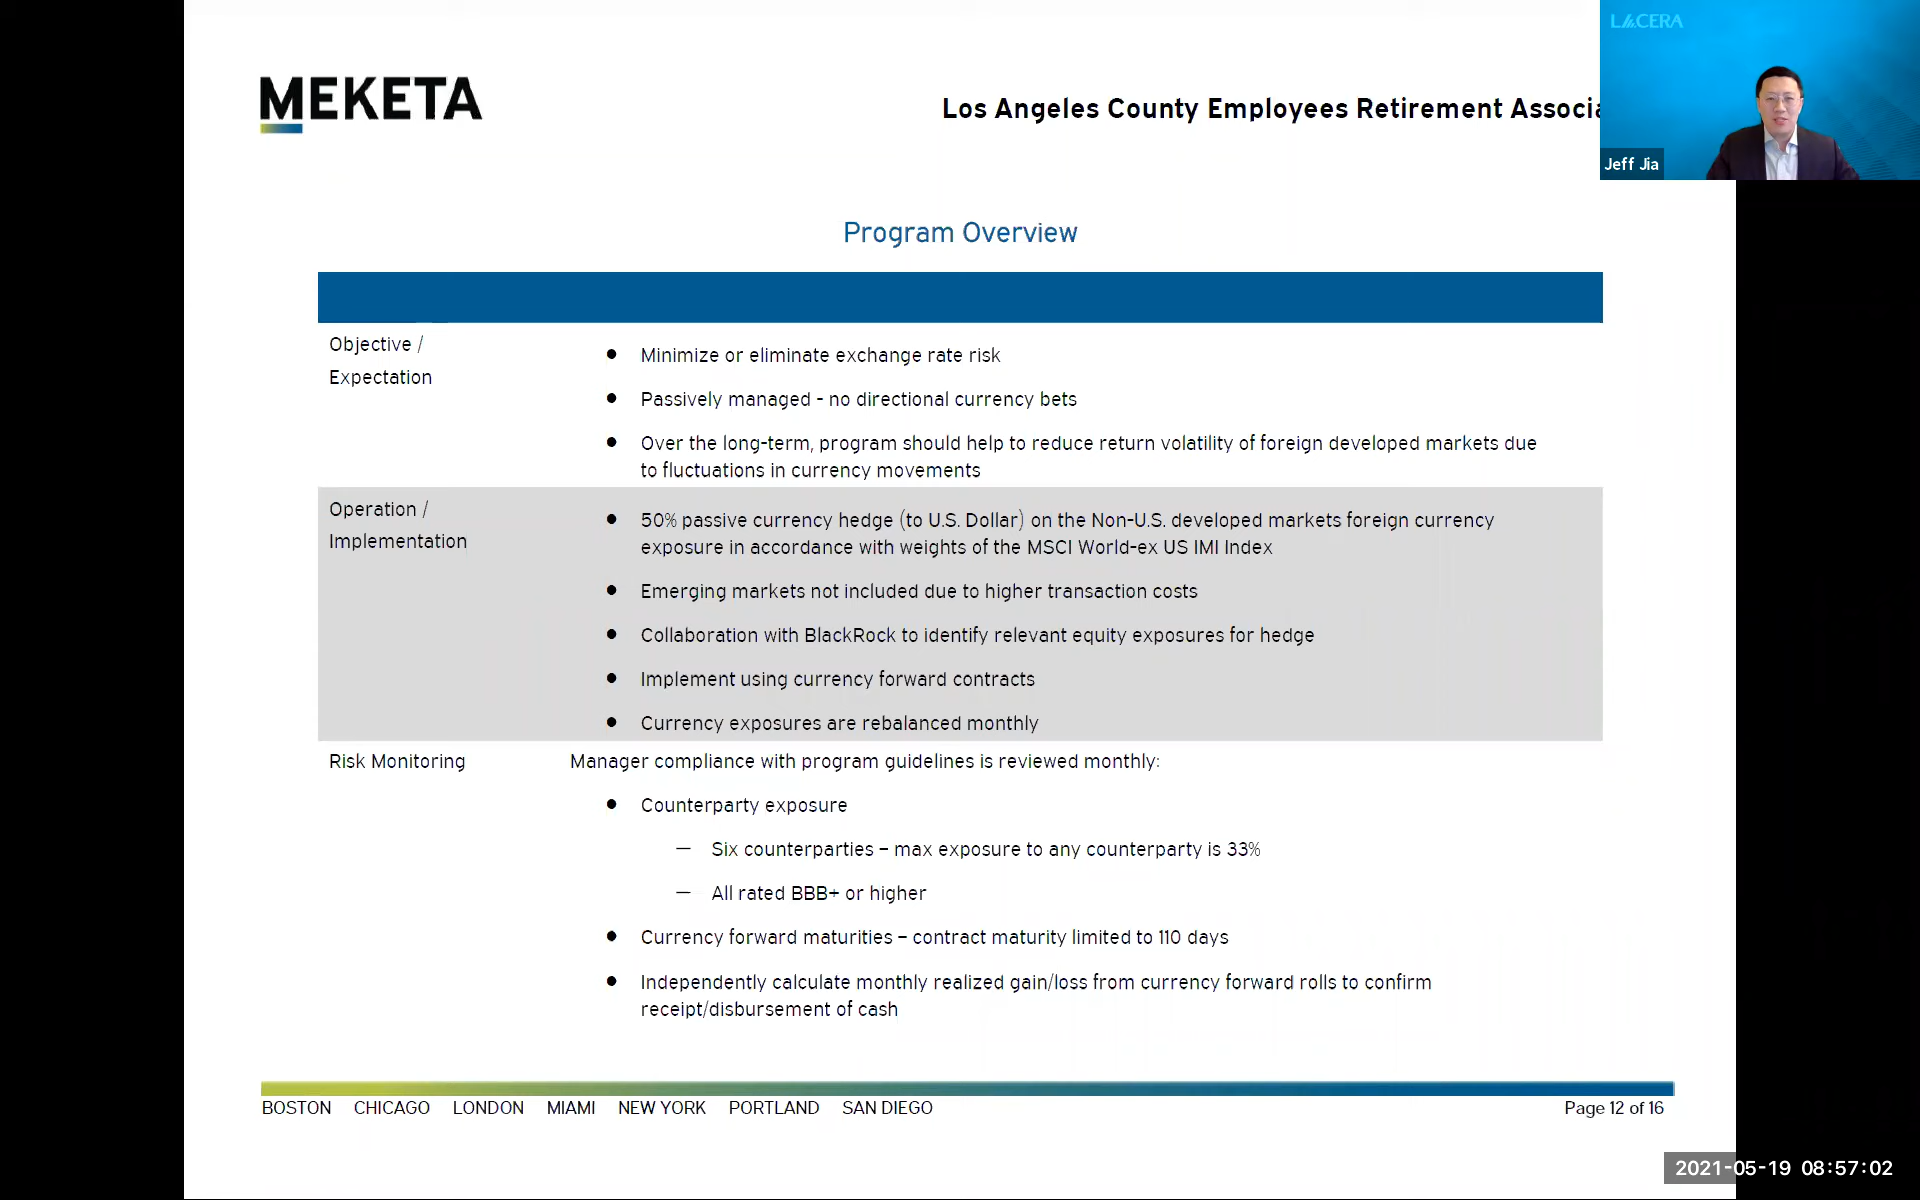 LACERA
MEKETA
Los Angeles County Employees Retirement Associa
Jeff Jia
Program Overview
Objective /
Expectation
● Minimize or eliminate exchange rate risk
● Passively managed - no directional currency bets
● Over the long-term, program should help to reduce return volatility of foreign developed markets due
to fluctuations in currency movements
Operation /
Implementation
● 50% passive currency hedge (to U.S. Dollar) on the Non-U.S. developed markets foreign currency
exposure in accordance with weights of the MSCI World-ex US IMI Index
● Emerging markets not included due to higher transaction costs
● Collaboration with BlackRock to identify relevant equity exposures for hedge
● Implement using currency forward contracts
● Currency exposures are rebalanced monthly
Risk Monitoring
Manager compliance with program guidelines is reviewed monthly:
● Counterparty exposure
— Six counterparties – max exposure to any counterparty is 33%
— All rated BBB+ or higher
● Currency forward maturities – contract maturity limited to 110 days
● Independently calculate monthly realized gain/loss from currency forward rolls to confirm
receipt/disbursement of cash
BOSTON CHICAGO LONDON MIAMI NEW YORK PORTLAND SAN DIEGO
Page 12 of 16
2021-05-19 08:57:02